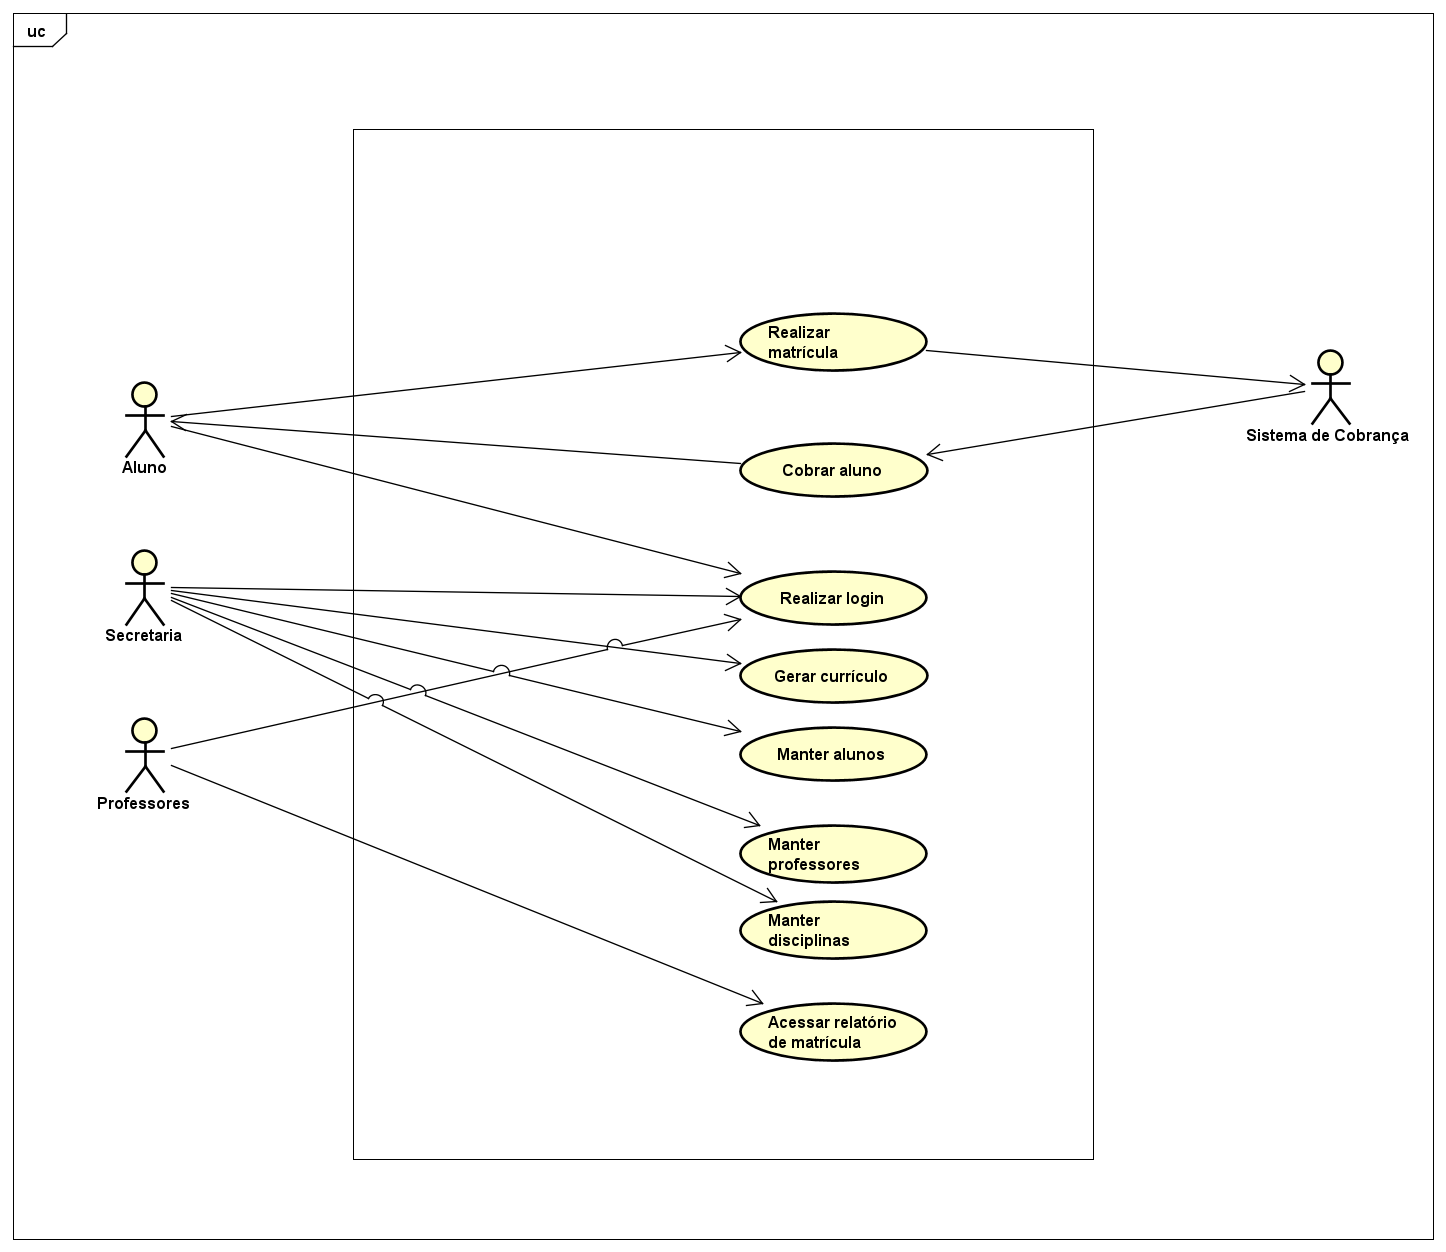 uc
Realizar
matrícula
Sistema de Cobrança
Aluno
Cobrar aluno
Realizar login
Secretaria
Gerar currículo
Manter alunos
Professores
Manter
professores
Manter
disciplinas
Acessar relatório
de matrícula